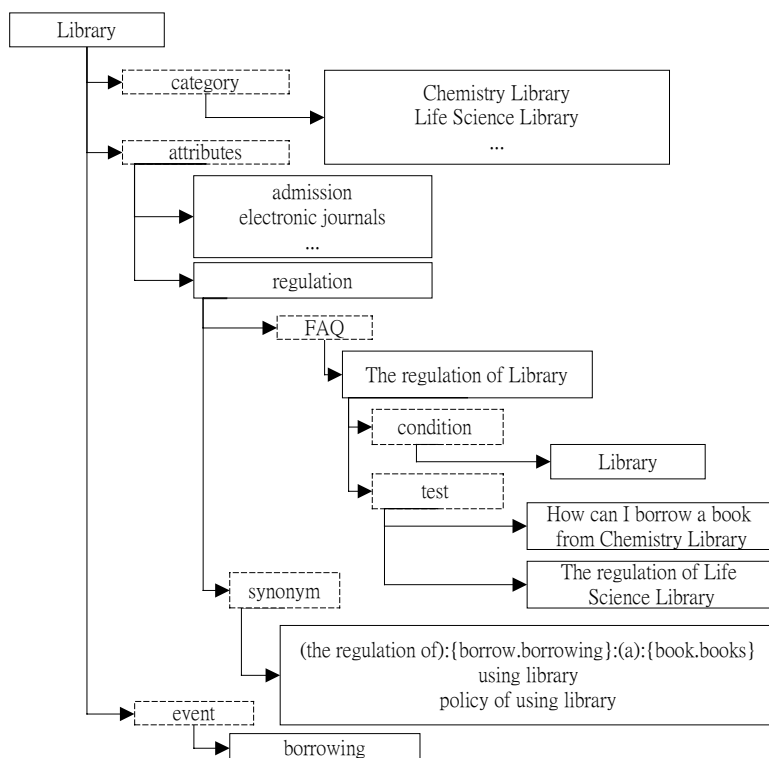 Library
category
Chemistry Library
Life Science Library
...
attributes
admission
electronic journals
...
regulation
FAQ
The regulation of Library
condition
Library
test
How can I borrow a book
from Chemistry Library
The regulation of Life
Science Library
synonym
(the regulation of):{borrow.borrowing}:(a):{book.books}
using library
policy of using library
event
borrowing